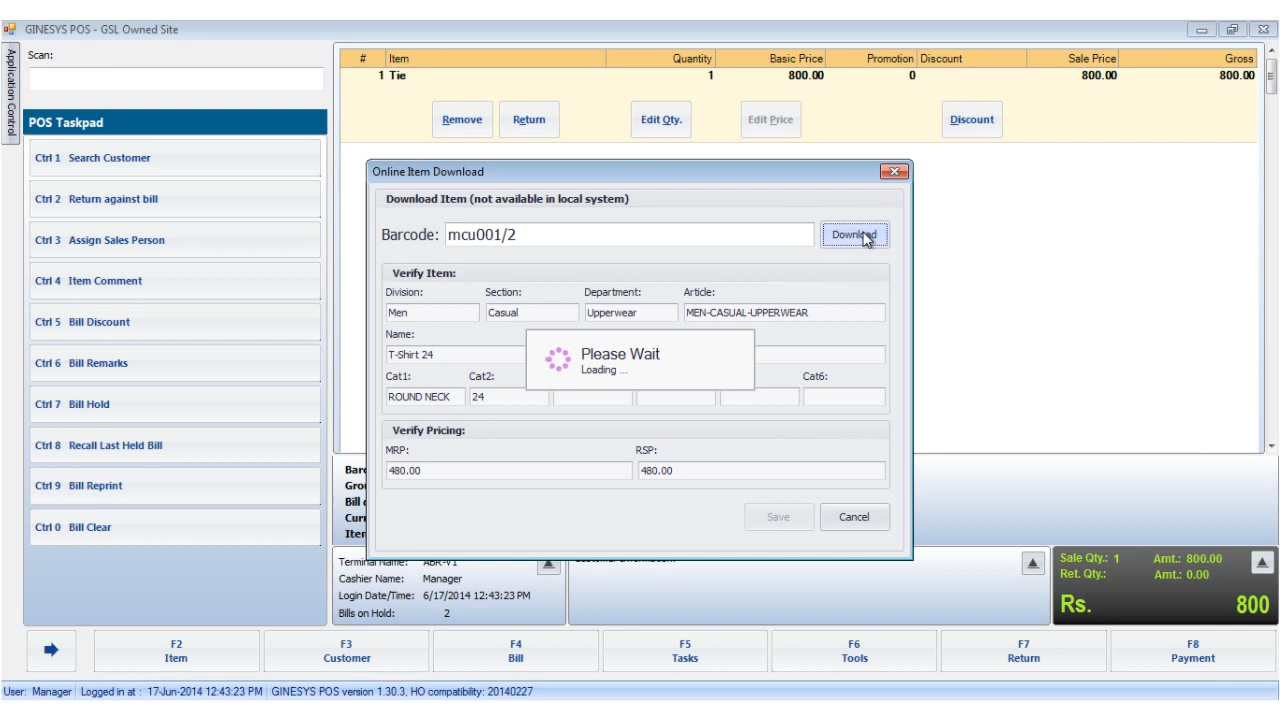 GINESYS POS - GSL Owned Site
Application Control
Scan:
# Item Quantity Basic Price Promotion Discount Sale Price Gross
1 Tie 1 800.00 0 800.00 800.00
Remove Return Edit Qty. Edit Price Discount
POS Taskpad
Ctrl 1 Search Customer
Ctrl 2 Return against bill
Ctrl 3 Assign Sales Person
Ctrl 4 Item Comment
Ctrl 5 Bill Discount
Ctrl 6 Bill Remarks
Ctrl 7 Bill Hold
Ctrl 8 Recall Last Held Bill
Ctrl 9 Bill Reprint
Ctrl 0 Bill Clear
Online Item Download
Download Item (not available in local system)
Barcode: mcu001/2 Download
Verify Item:
Division: Section: Department: Article:
Men Casual Upperwear MEN-CASUAL-UPPERWEAR
Name:
T-Shirt 24
Please Wait
Loading ...
Cat1: Cat2: Cat6:
ROUND NECK 24
Verify Pricing:
MRP: RSP:
480.00 480.00
Save Cancel
Bill
Item
Terminal Name: ABR-V1
Cashier Name: Manager
Login Date/Time: 6/17/2014 12:43:23 PM
Bills on Hold: 2
Sale Qty.: 1 Amt.: 800.00
Ret. Qty.: Amt.: 0.00
Rs. 800
F2 F3 F4 F5 F6 F7 F8
Item Customer Bill Tasks Tools Return Payment
User: Manager Logged in at : 17-Jun-2014 12:43:23 PM GINESYS POS version 1.30.3, HO compatibility: 20140227